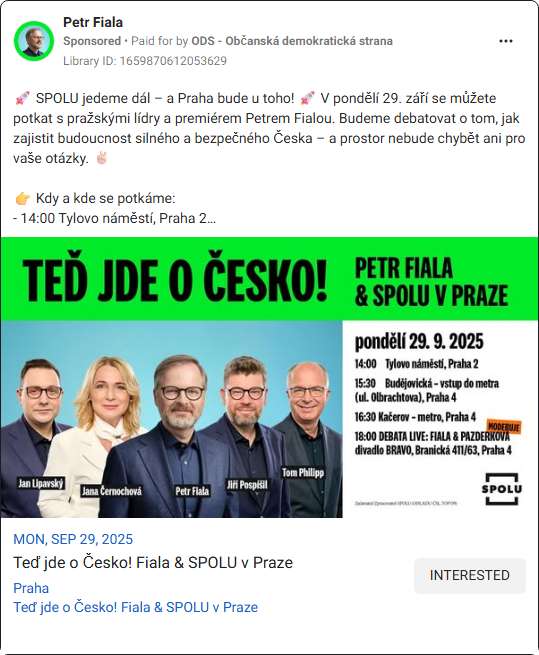 Petr Fiala
Sponsored • Paid for by ODS - Občanská demokratická strana
Library ID: 1659870612053629
🚀 SPOLU jedeme dál – a Praha bude u toho! 🚀 V pondělí 29. září se můžete
potkat s pražskými lídry a premiérem Petrem Fialou. Budeme debatovat o tom, jak
zajistit budoucnost silného a bezpečného Česka – a prostor nebude chybět ani pro
vaše otázky. ✌🏻
👉 Kdy a kde se potkáme:
- 14:00 Tylovo náměstí, Praha 2…
TEĎ JDE O ČESKO!
PETR FIALA
& SPOLU V PRAZE
pondělí 29. 9. 2025
14:00 Tylovo náměstí, Praha 2
15:30 Budějovická - vstup do metra
(ul. Olbrachtova), Praha 4
16:30 Kačerov - metro, Praha 4
MODERUJE
18:00 DEBATA LIVE: FIALA & PAZDERKOVÁ
divadlo BRAVO, Branická 411/63, Praha 4
Jan Lipavský
Jana Černochová
Petr Fiala
Jiří Pospíšil
Tom Philipp
SPOLU
MON, SEP 29, 2025
Teď jde o Česko! Fiala & SPOLU v Praze
INTERESTED
Praha
Teď jde o Česko! Fiala & SPOLU v Praze